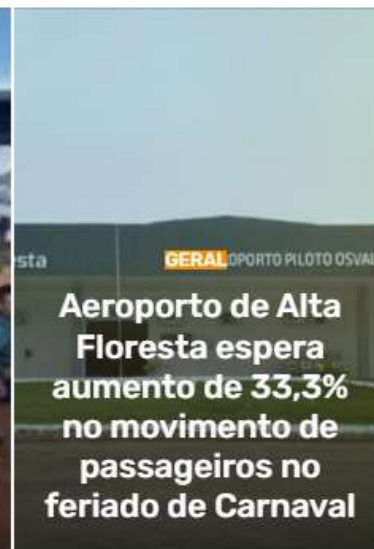 sta
GERAL
OPORTO PILOTO OSVAL
Aeroporto de Alta
Floresta espera
aumento de 33,3%
no movimento de
passageiros no
feriado de Carnaval